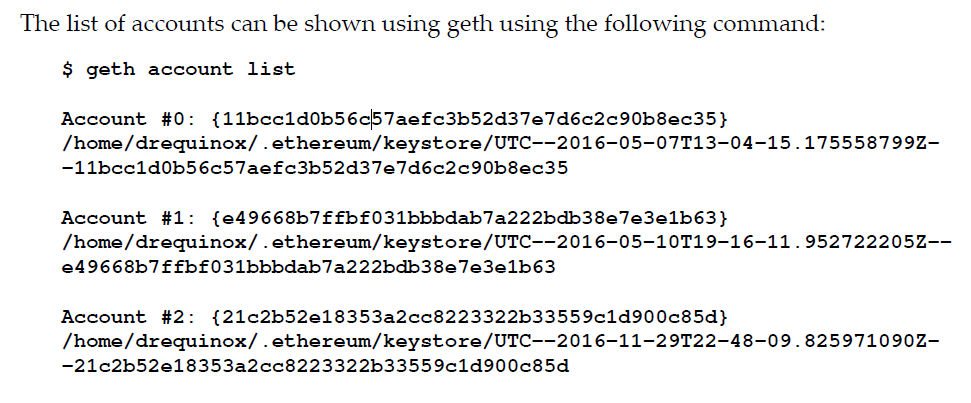 The list of accounts can be shown using geth using the following command:
$ geth account list
Account #0: {11bcc1d0b56c57aefc3b52d37e7d6c2c90b8ec35}
/home/drequinox/.ethereum/keystore/UTC--2016-05-07T13-04-15.175558799Z-
-11bcc1d0b56c57aefc3b52d37e7d6c2c90b8ec35
Account #1: {e49668b7ffbf031bbbdab7a222bdb38e7e3e1b63}
/home/drequinox/.ethereum/keystore/UTC--2016-05-10T19-16-11.952722205Z--
e49668b7ffbf031bbbdab7a222bdb38e7e3e1b63
Account #2: {21c2b52e18353a2cc8223322b33559c1d900c85d}
/home/drequinox/.ethereum/keystore/UTC--2016-11-29T22-48-09.825971090Z-
-21c2b52e18353a2cc8223322b33559c1d900c85d